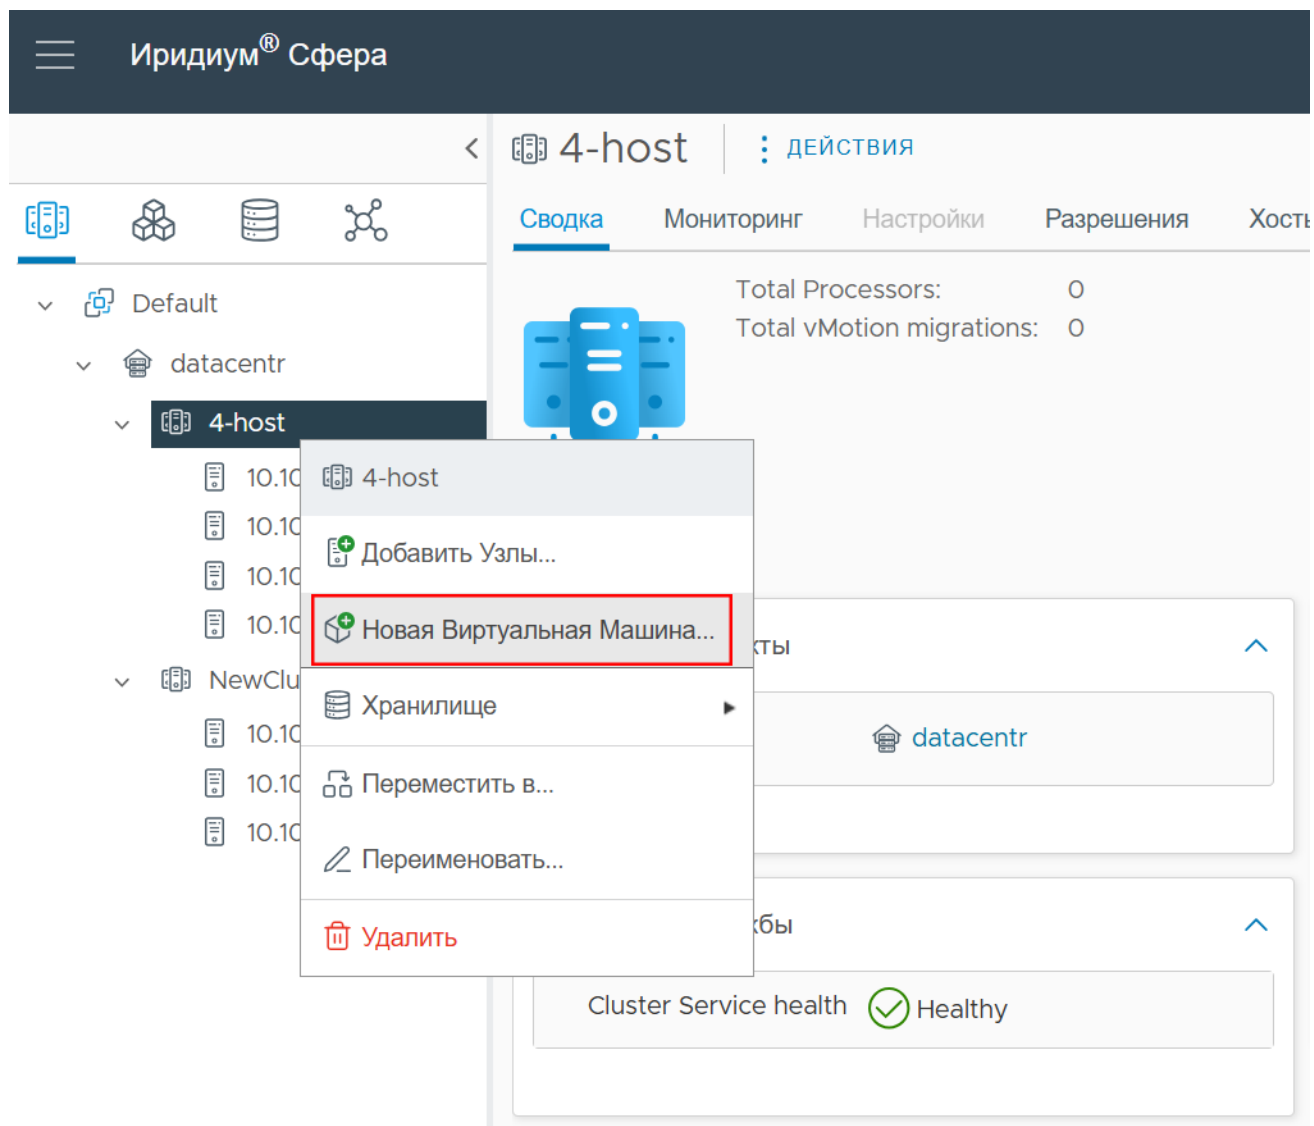 Иридиум® Сфера
4-host
ДЕЙСТВИЯ
Сводка Мониторинг Настройки Разрешения
Total Processors: 0
Total vMotion migrations: 0
Default
datacentr
4-host
4-host
Добавить Узлы...
Новая Виртуальная Машина...
Хранилище
Переместить в...
Переименовать...
Удалить
datacentr
Cluster Service health Healthy